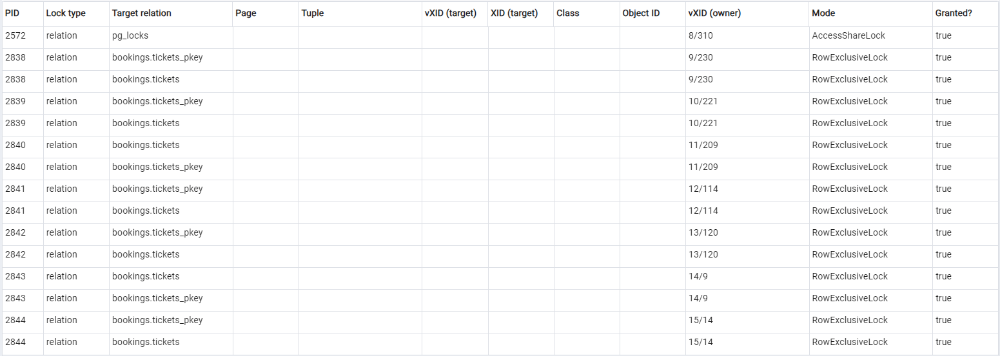 PID Lock type Target relation Page Tuple vXID (target) XID (target) Class Object ID vXID (owner) Mode Granted?
2572 relation pg_locks 8/310 AccessShareLock true
2838 relation bookings.tickets_pkey 9/230 RowExclusiveLock true
2838 relation bookings.tickets 9/230 RowExclusiveLock true
2839 relation bookings.tickets_pkey 10/221 RowExclusiveLock true
2839 relation bookings.tickets 10/221 RowExclusiveLock true
2840 relation bookings.tickets 11/209 RowExclusiveLock true
2840 relation bookings.tickets_pkey 11/209 RowExclusiveLock true
2841 relation bookings.tickets_pkey 12/114 RowExclusiveLock true
2841 relation bookings.tickets 12/114 RowExclusiveLock true
2842 relation bookings.tickets_pkey 13/120 RowExclusiveLock true
2842 relation bookings.tickets 13/120 RowExclusiveLock true
2843 relation bookings.tickets 14/9 RowExclusiveLock true
2843 relation bookings.tickets_pkey 14/9 RowExclusiveLock true
2844 relation bookings.tickets_pkey 15/14 RowExclusiveLock true
2844 relation bookings.tickets 15/14 RowExclusiveLock true